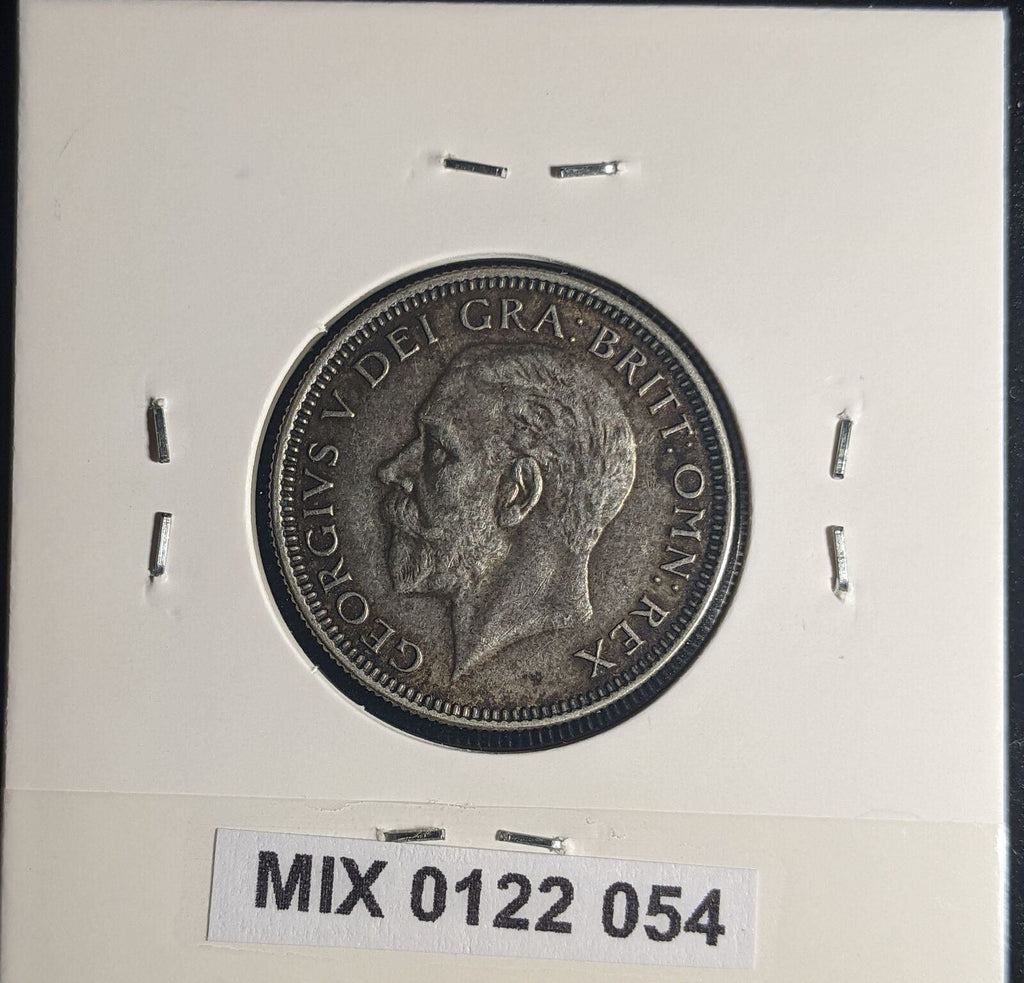 GEORGIVS V DEI GRA: BRITT: OMN: REX
MIX 0122 054